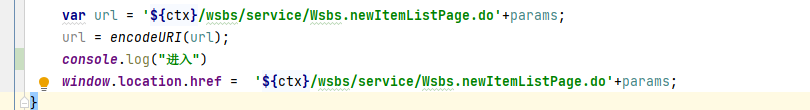 var url = '${ctx}/wsbs/service/Wsbs.newItemListPage.do'+params;
url = encodeURI(url);
console.log("进入")
window.location.href =  '${ctx}/wsbs/service/Wsbs.newItemListPage.do'+params;
}